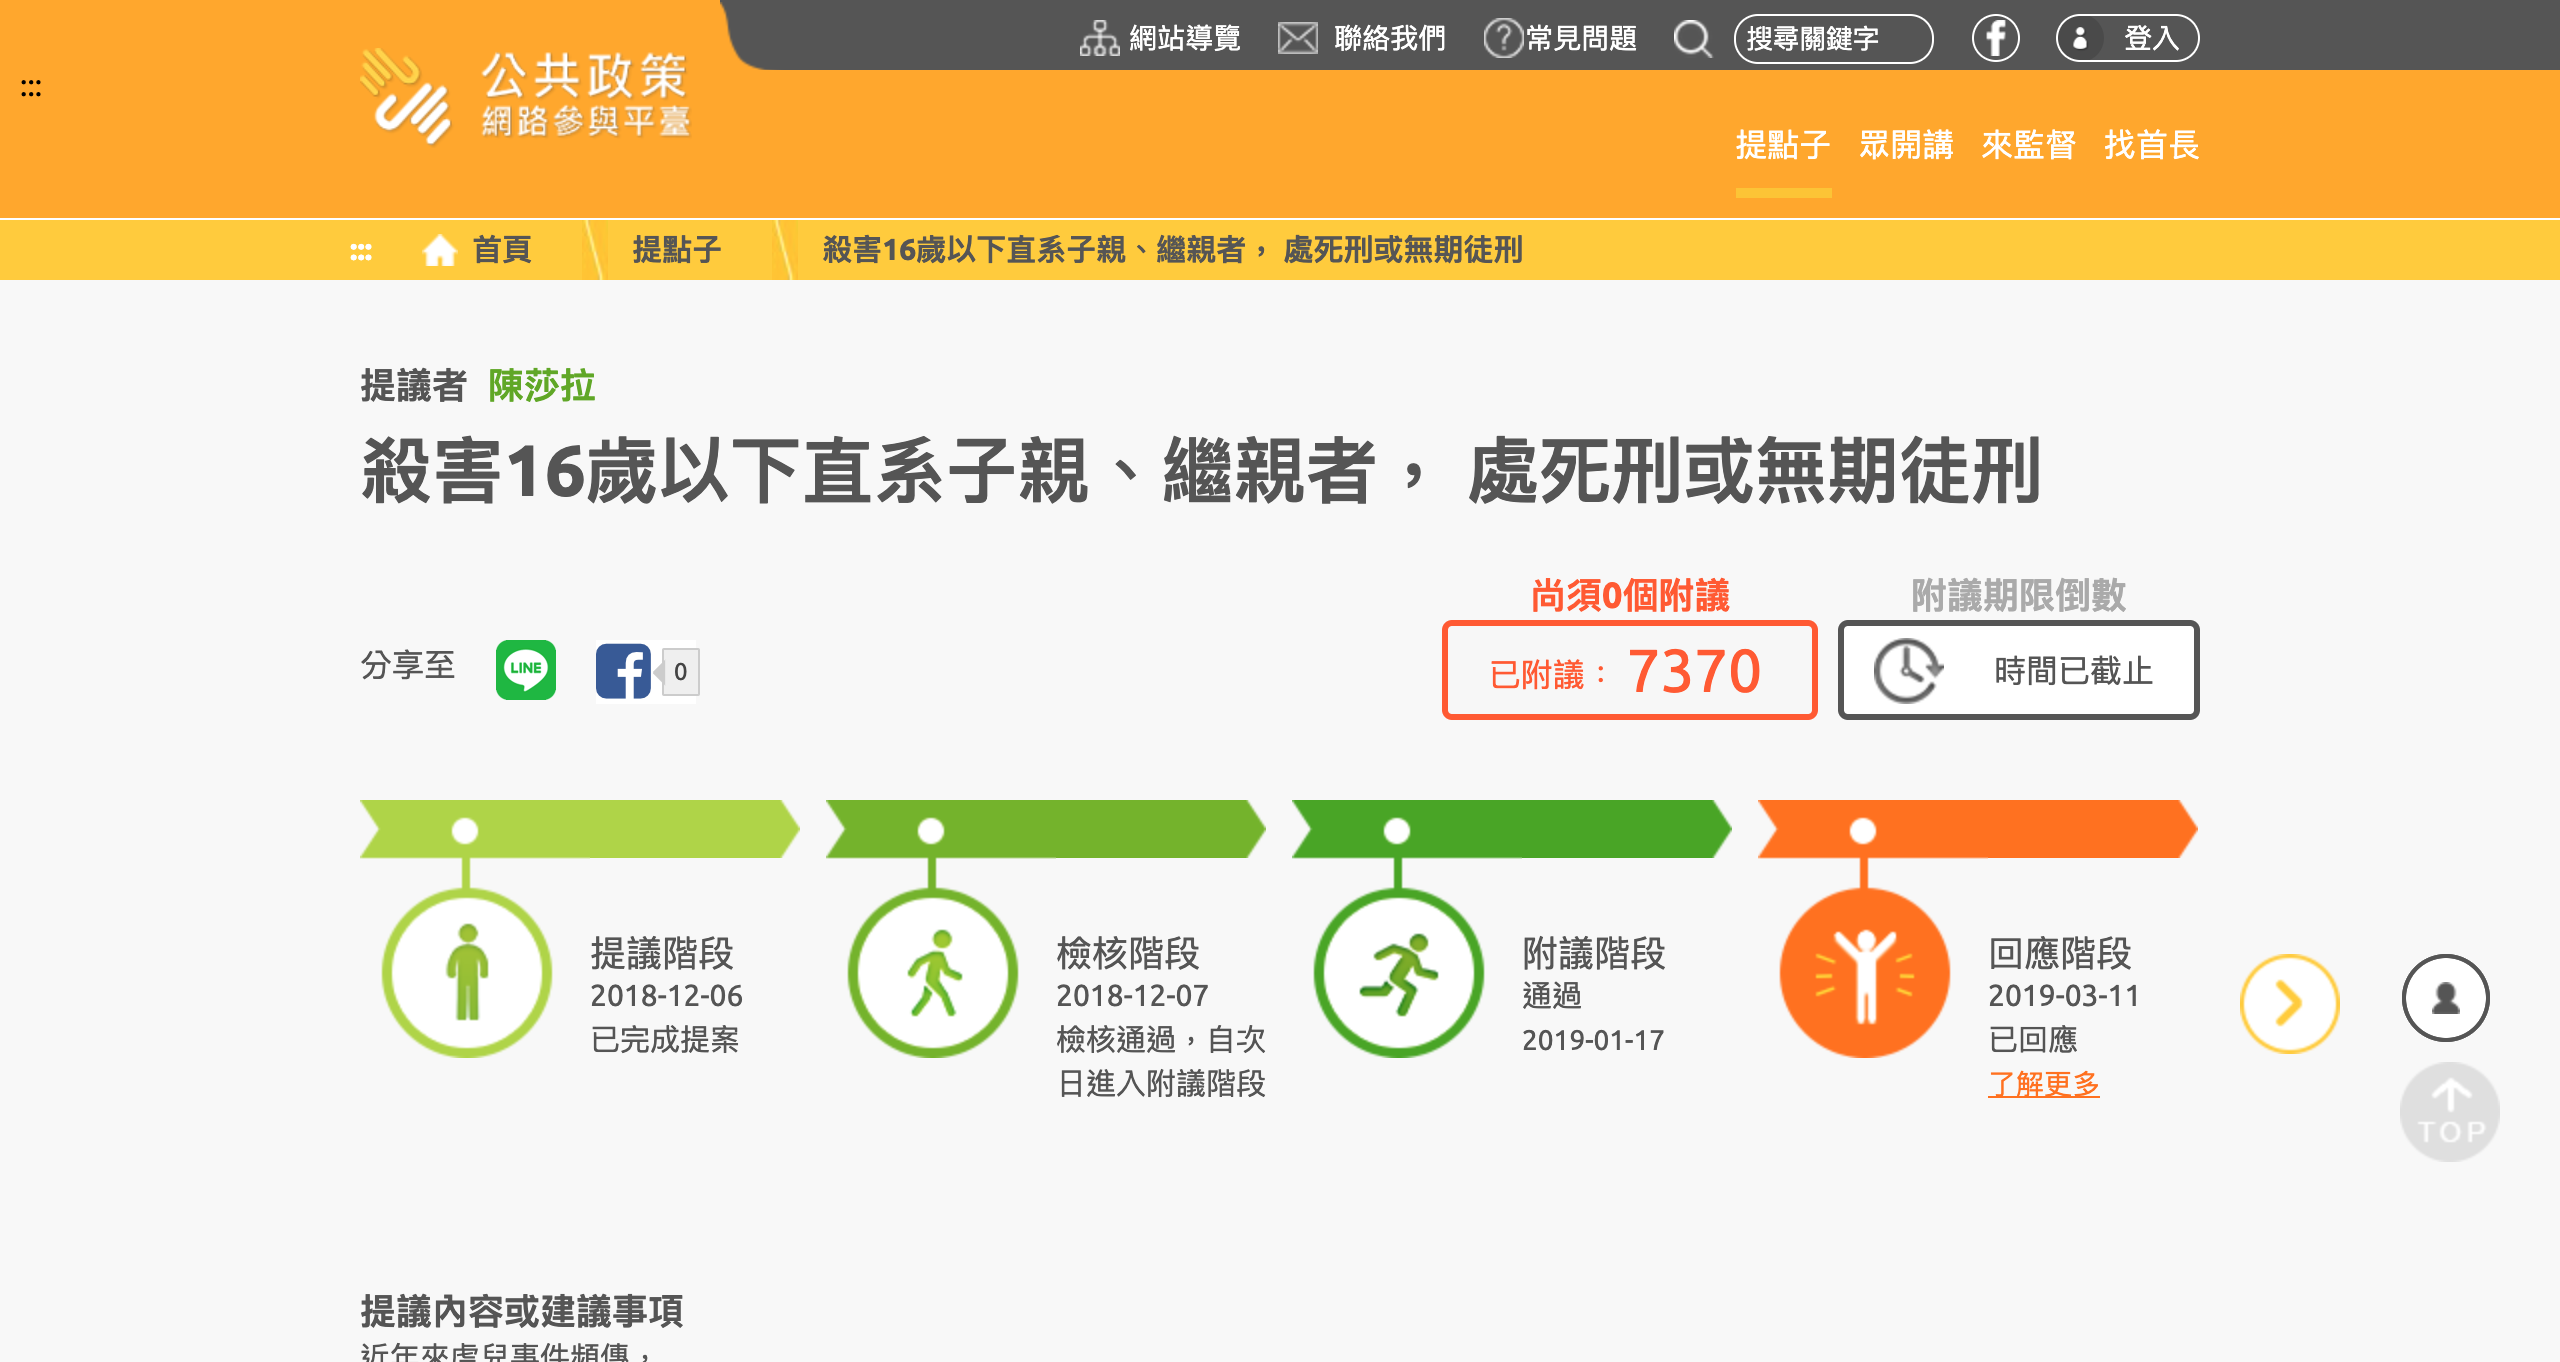 網站導覽 聯絡我們 常見問題 搜尋關鍵字 登入
公共政策
網路參與平臺
提點子 眾開講 來監督 找首長
首頁 提點子 殺害16歲以下直系子親、繼親者， 處死刑或無期徒刑
提議者 陳莎拉
殺害16歲以下直系子親、繼親者， 處死刑或無期徒刑
尚須0個附議 附議期限倒數
分享至 LINE 0 已附議： 7370 時間已截止
提議階段
2018-12-06
已完成提案
檢核階段
2018-12-07
檢核通過，自次
日進入附議階段
附議階段
通過
2019-01-17
回應階段
2019-03-11
已回應
了解更多
TOP
提議內容或建議事項
近年來虐兒事件頻傳，